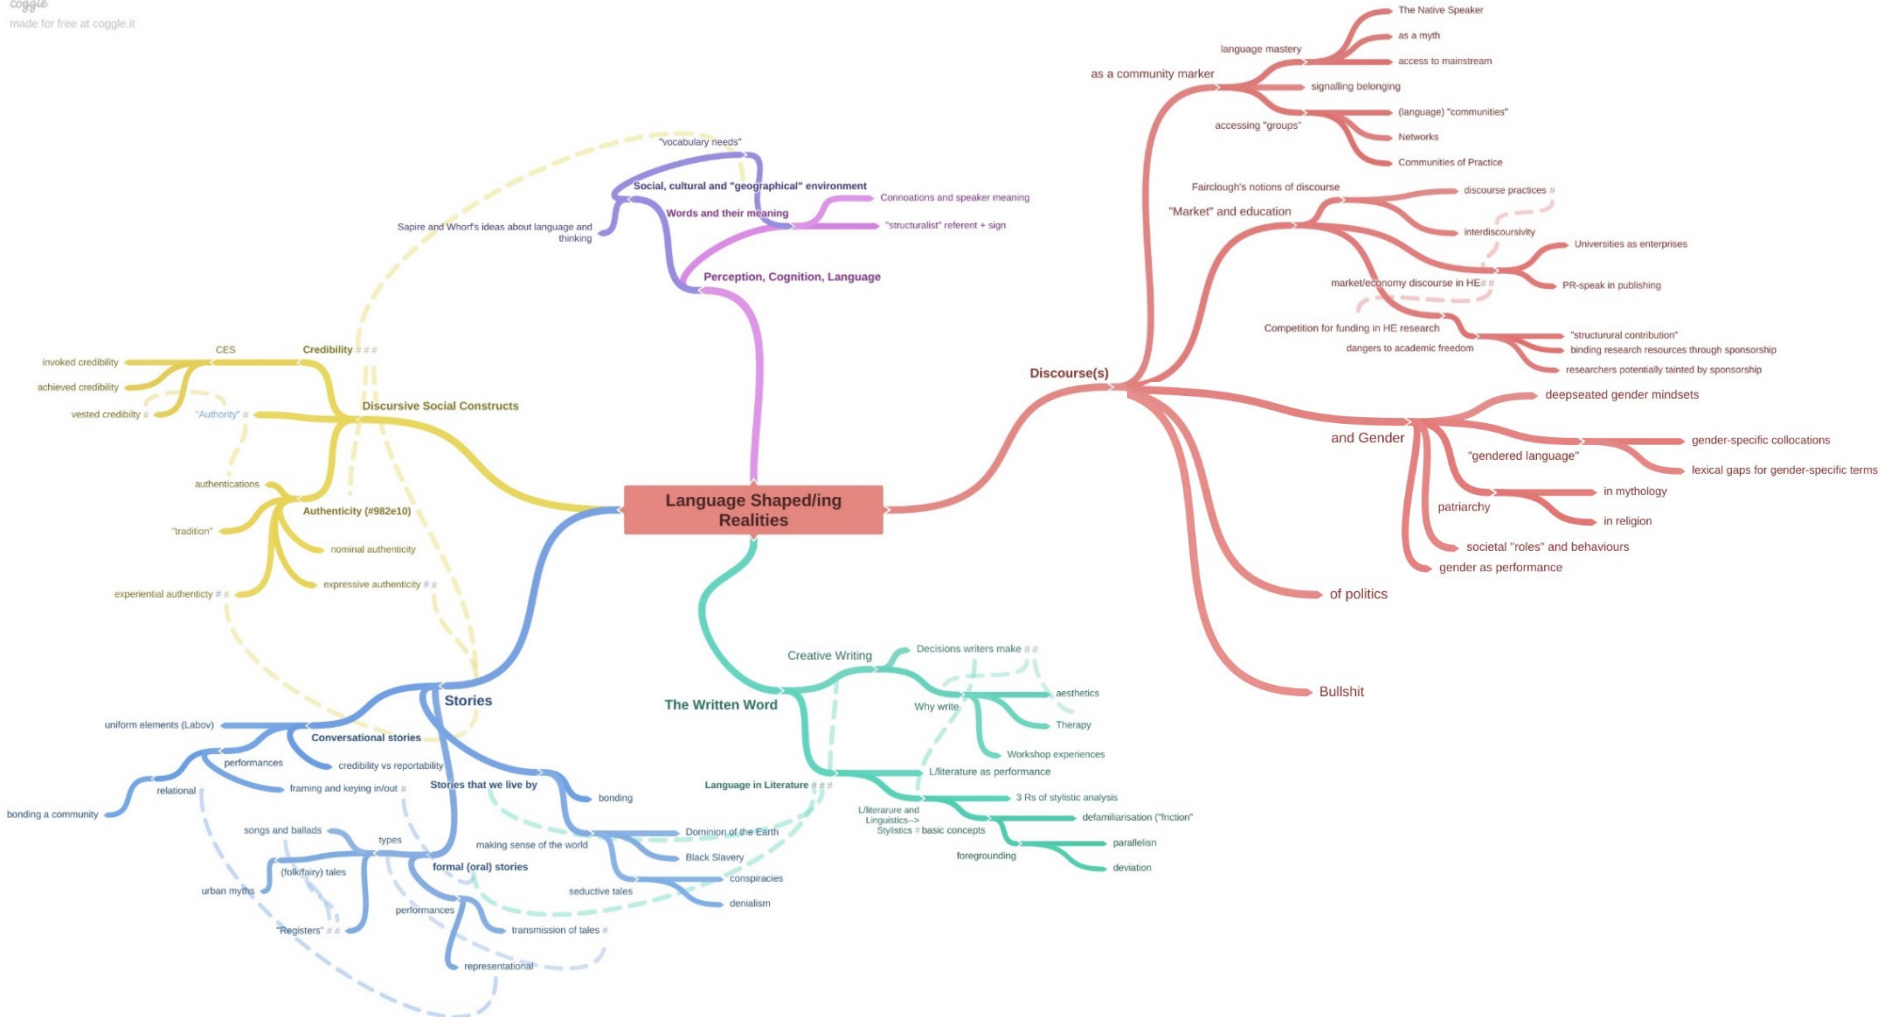 coggle
made for free at coggle.it
Language Shaped/ing
Realities
Perception, Cognition, Language
Words and their meaning
Connoations and speaker meaning
"structuralist" referent + sign
Social, cultural and "geographical" environment
"vocabulary needs"
Sapire and Whorf's ideas about language and
thinking
Discourse(s)
as a community marker
language mastery
The Native Speaker
as a myth
access to mainstream
signalling belonging
accessing "groups"
(language) "communities"
Networks
Communities of Practice
"Market" and education
Fairclough's notions of discourse
discourse practices #
interdiscoursivity
market/economy discourse in HE # #
Universities as enterprises
PR-speak in publishing
Competition for funding in HE research
dangers to academic freedom
"structurural contribution"
binding research resources through sponsorship
researchers potentially tainted by sponsorship
and Gender
deepseated gender mindsets
"gendered language"
gender-specific collocations
lexical gaps for gender-specific terms
patriarchy
in mythology
in religion
societal "roles" and behaviours
gender as performance
of politics
Bullshit
The Written Word
Creative Writing
Decisions writers make # #
Why write
aesthetics
Therapy
Workshop experiences
Language in Literature # # #
L/literature as performance
L/literarure and
Linguistics-->
Stylistics #
3 Rs of stylistic analysis
basic concepts
defamiliarisation ("friction"
foregrounding
parallelisn
deviation
Discursive Social Constructs
Credibility # # #
CES
invoked credibility
achieved credibility
vested credibilty #
"Authority" #
Authenticity (#982e10)
authentications
"tradition"
nominal authenticity
expressive authenticity # #
experiential authenticty # #
Stories
Conversational stories
uniform elements (Labov)
performances
relational #
bonding a community
framing and keying in/out #
credibility vs reportability
Stories that we live by
bonding
making sense of the world
Dominion of the Earth
Black Slavery
seductive tales
conspiracies
denialism
formal (oral) stories
types
songs and ballads
(folk/fairy) tales
urban myths
"Registers" # #
performances
transmission of tales #
representational